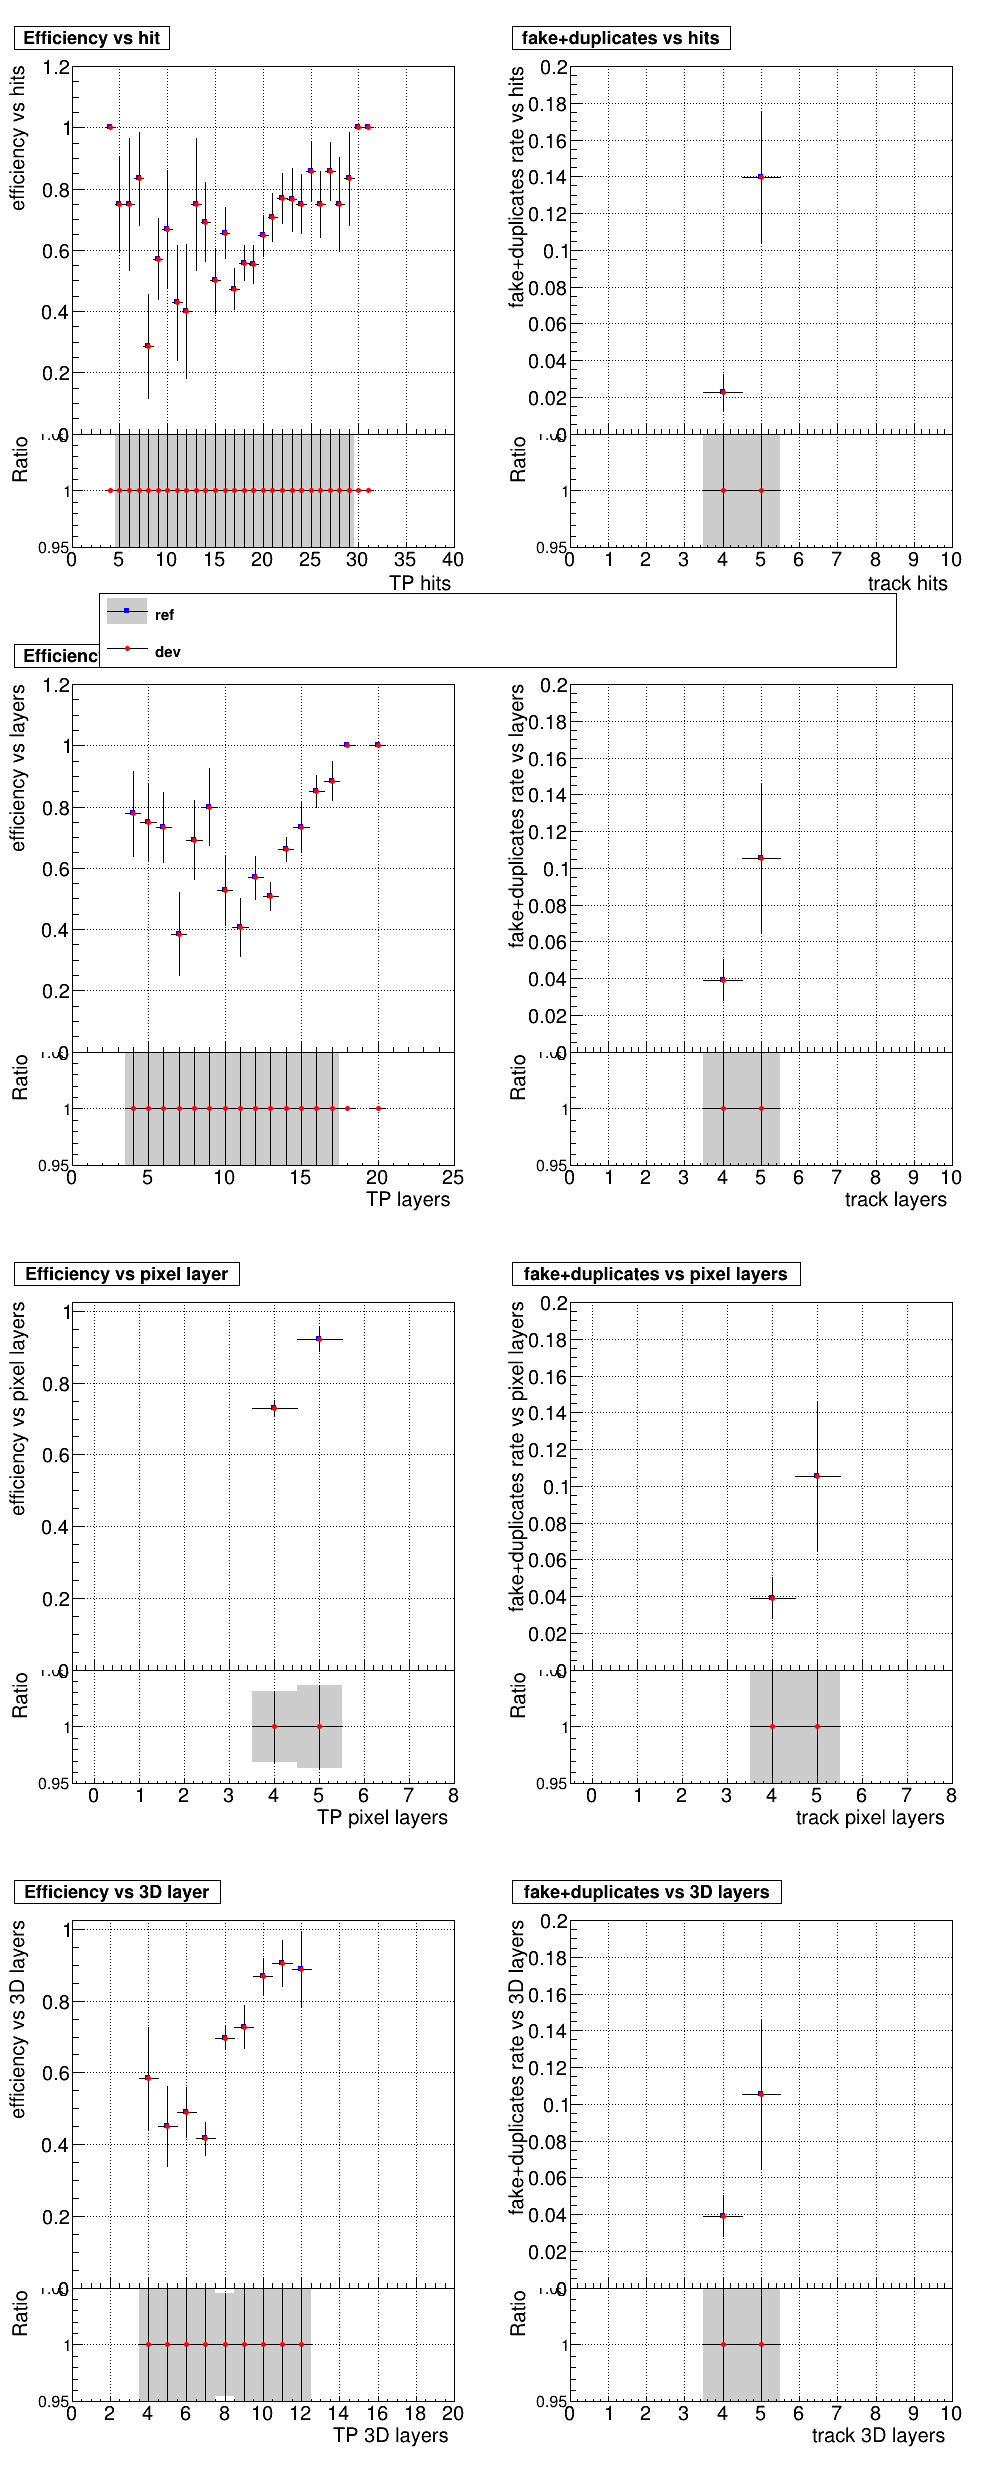 Efficiency vs hit
fake+duplicates vs hits
efficiency vs hits
1.2
1
0.8
0.6
0.4
0.2
0
Ratio
1
0.95
0 5 10 15 20 25 30 35 40
TP hits
fake+duplicates rate vs hits
0.2
0.18
0.16
0.14
0.12
0.1
0.08
0.06
0.04
0.02
0
Ratio
1
0.95
0 1 2 3 4 5 6 7 8 9 10
track hits
ref
dev
Efficienc
efficiency vs layers
1.2
1
0.8
0.6
0.4
0.2
0
Ratio
1
0.95
0 5 10 15 20 25
TP layers
fake+duplicates rate vs layers
0.2
0.18
0.16
0.14
0.12
0.1
0.08
0.06
0.04
0.02
0
Ratio
1
0.95
0 1 2 3 4 5 6 7 8 9 10
track layers
Efficiency vs pixel layer
fake+duplicates vs pixel layers
efficiency vs pixel layers
1
0.8
0.6
0.4
0.2
0
Ratio
1
0.95
0 1 2 3 4 5 6 7 8
TP pixel layers
fake+duplicates rate vs pixel layers
0.2
0.18
0.16
0.14
0.12
0.1
0.08
0.06
0.04
0.02
0
Ratio
1
0.95
0 1 2 3 4 5 6 7 8
track pixel layers
Efficiency vs 3D layer
fake+duplicates vs 3D layers
efficiency vs 3D layers
1
0.8
0.6
0.4
0.2
0
Ratio
1
0.95
0 2 4 6 8 10 12 14 16 18 20
TP 3D layers
fake+duplicates rate vs 3D layers
0.2
0.18
0.16
0.14
0.12
0.1
0.08
0.06
0.04
0.02
0
Ratio
1
0.95
0 1 2 3 4 5 6 7 8 9 10
track 3D layers